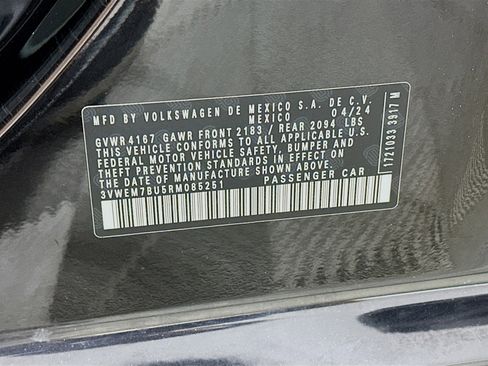 MFD BY VOLKSWAGEN DE MEXICO S.A. DE C.V.
MEXICO 04/24
GVWR 4167 GAWR FRONT 2183 / REAR 2094 LBS
THIS VEHICLE CONFORMS TO ALL APPLICABLE U.S.
FEDERAL MOTOR VEHICLE SAFETY, BUMPER AND
THEFT PREVENTION STANDARDS IN EFFECT ON
THE DATE OF MANUFACTURE SHOWN ABOVE.
3VWEM7BU5RM085251 PASSENGER CAR
1721033 3917 M